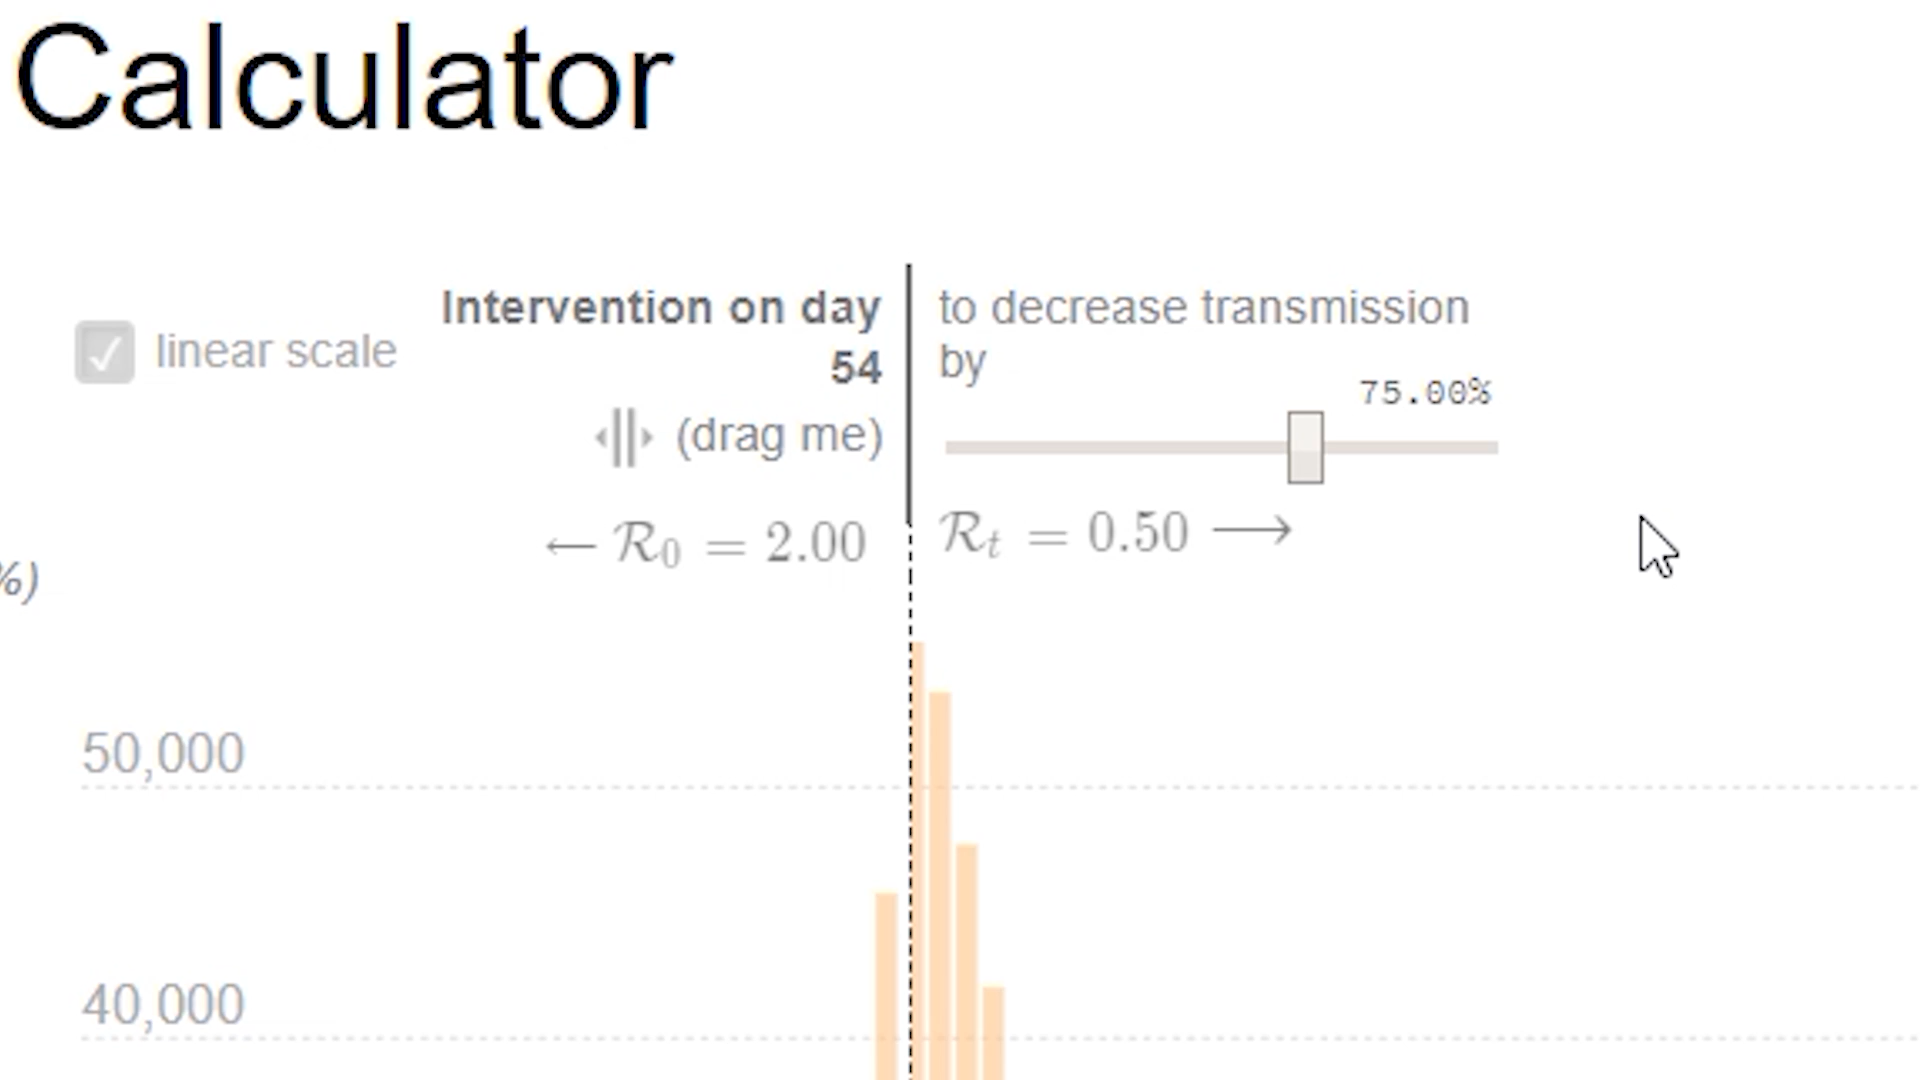 Calculator
linear scale
Intervention on day
54
(drag me)
← R₀ = 2.00
to decrease transmission
by
75.00%
Rₜ = 0.50 ⟶
%)
50,000
40,000